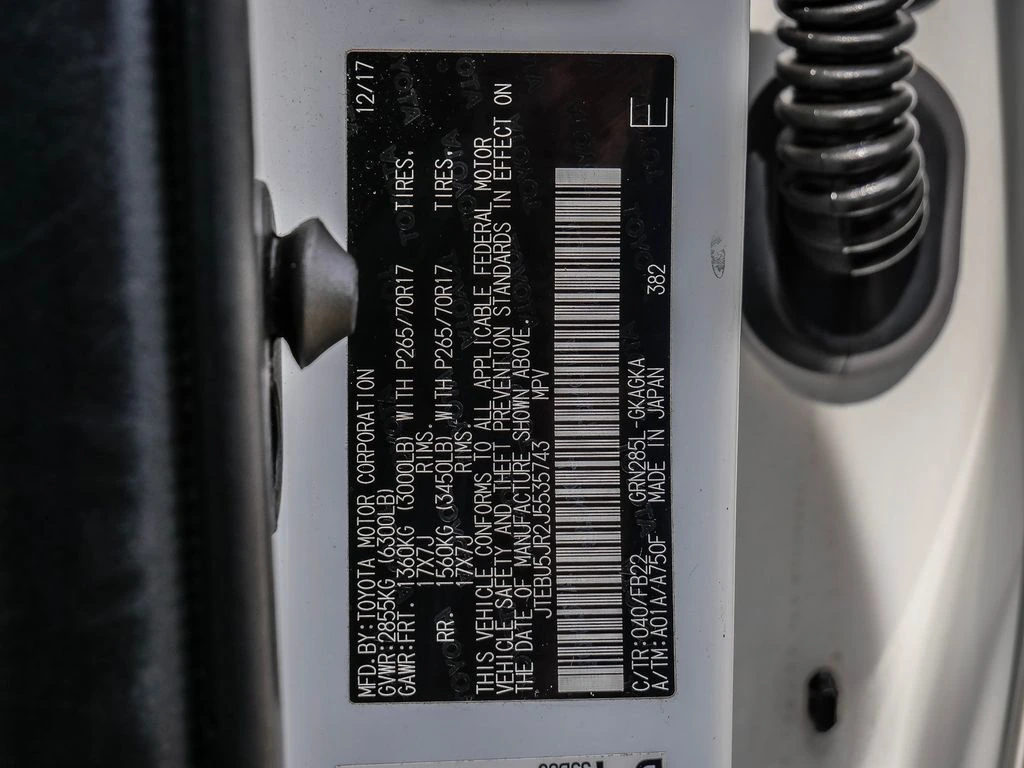 MFD.BY:TOYOTA MOTOR CORPORATION 12/17
GVWR:2855KG(6300LB)
GAWR:FRT. 1360KG (3000LB) WITH P265/70R17 TIRES,
17X7J RIMS.
RR. 1560KG (3450LB) WITH P265/70R17 TIRES,
17X7J RIMS.
THIS VEHICLE CONFORMS TO ALL APPLICABLE FEDERAL MOTOR
VEHICLE SAFETY AND THEFT PREVENTION STANDARDS IN EFFECT ON
THE DATE OF MANUFACTURE SHOWN ABOVE.
JTEBU5JR2J5535743 MPV
C/TR:040/FB22 GRN285L-GKAGKA
A/TM:A01A/A750F MADE IN JAPAN 382 E